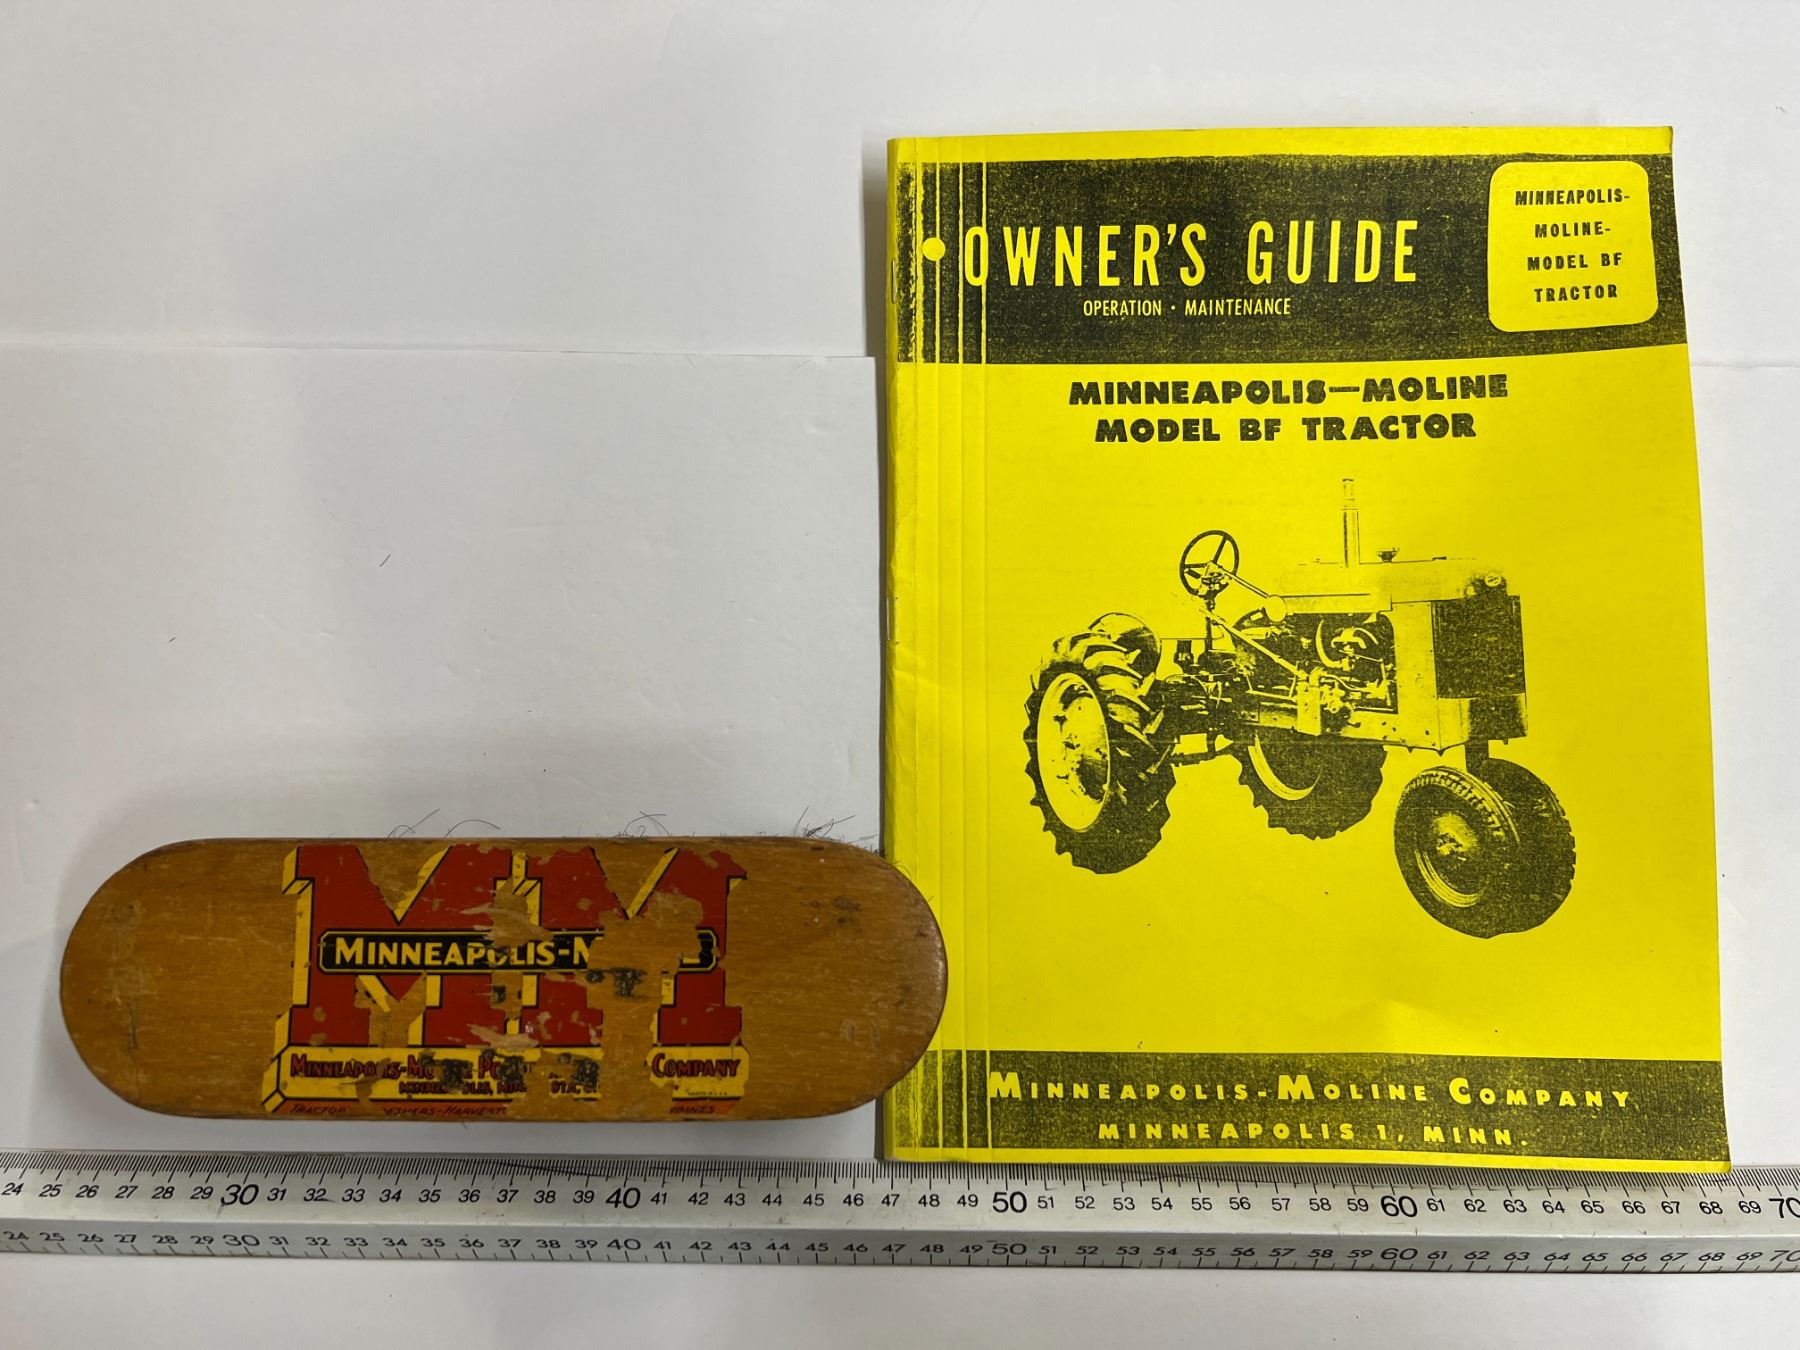 OWNER'S GUIDE
OPERATION · MAINTENANCE
MINNEAPOLIS-
MOLINE-
MODEL BF
TRACTOR
MINNEAPOLIS—MOLINE
MODEL BF TRACTOR
MINNEAPOLIS-MOLINE COMPANY
MINNEAPOLIS 1, MINN.
MM
MINNEAPOLIS-M
MINNEAPOLIS-MO E PO COMPANY
TRACTOR
24 25 26 27 28 29 30 31 32 33 34 35 36 37 38 39 40 41 42 43 44 45 46 47 48 49 50 51 52 53 54 55 56 57 58 59 60 61 62 63 64 65 66 67 68 69 70
24 25 26 27 28 29 30 31 32 33 34 35 36 37 38 39 40 41 42 43 44 45 46 47 48 49 50 51 52 53 54 55 56 57 58 59 60 61 62 63 64 65 66 67 68 69 70